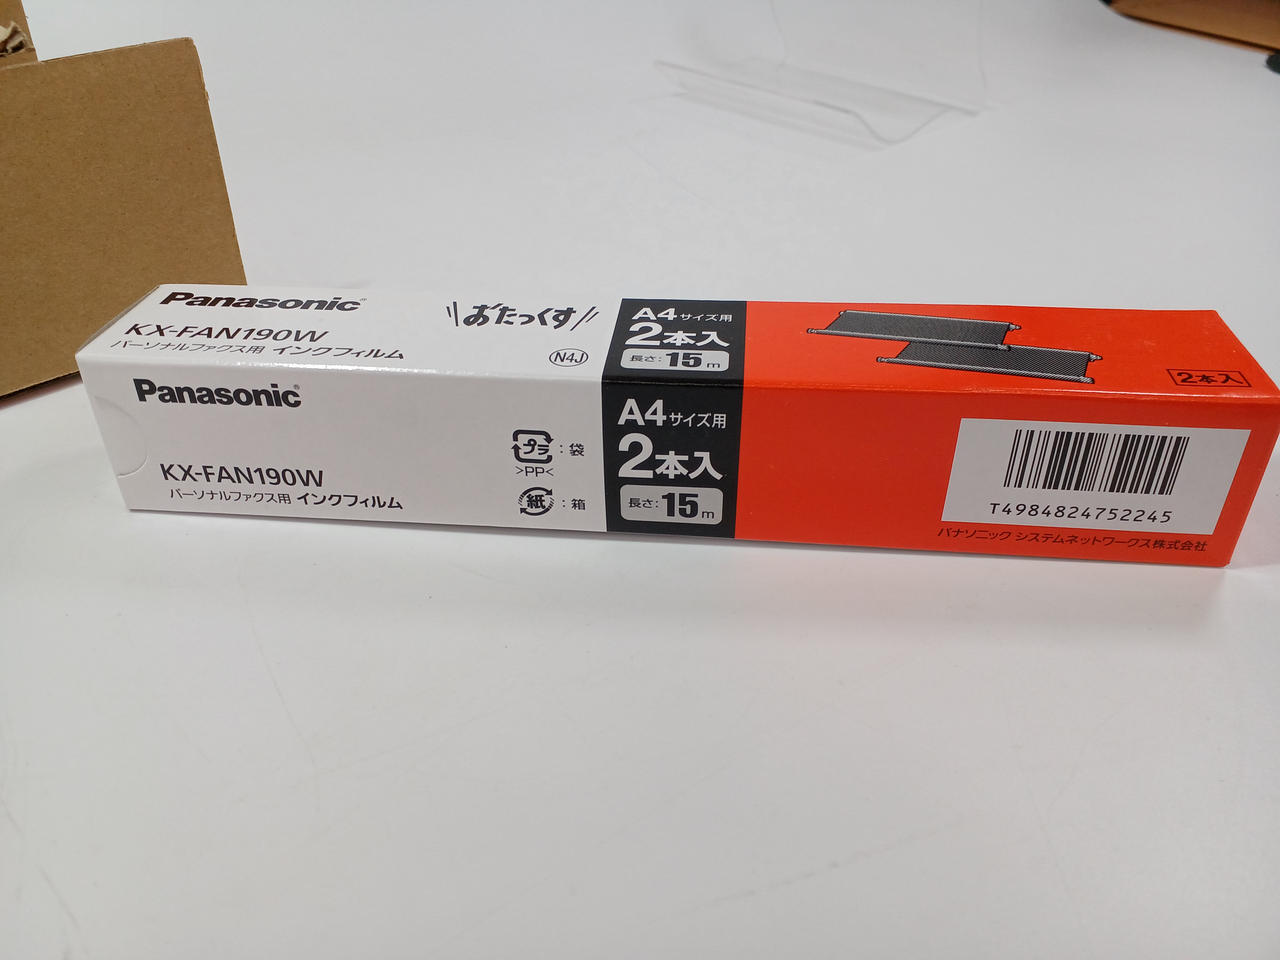 Panasonic®
KX-FAN190W
パーソナルファクス用 インクフィルム
おたっくす
N4J
A4サイズ用
2本入
長さ:15m
2本入
Panasonic®
KX-FAN190W
パーソナルファクス用 インクフィルム
プラ : 袋
>PP<
紙 : 箱
A4サイズ用
2本入
長さ:15m
T4984824752245
パナソニック システムネットワークス株式会社